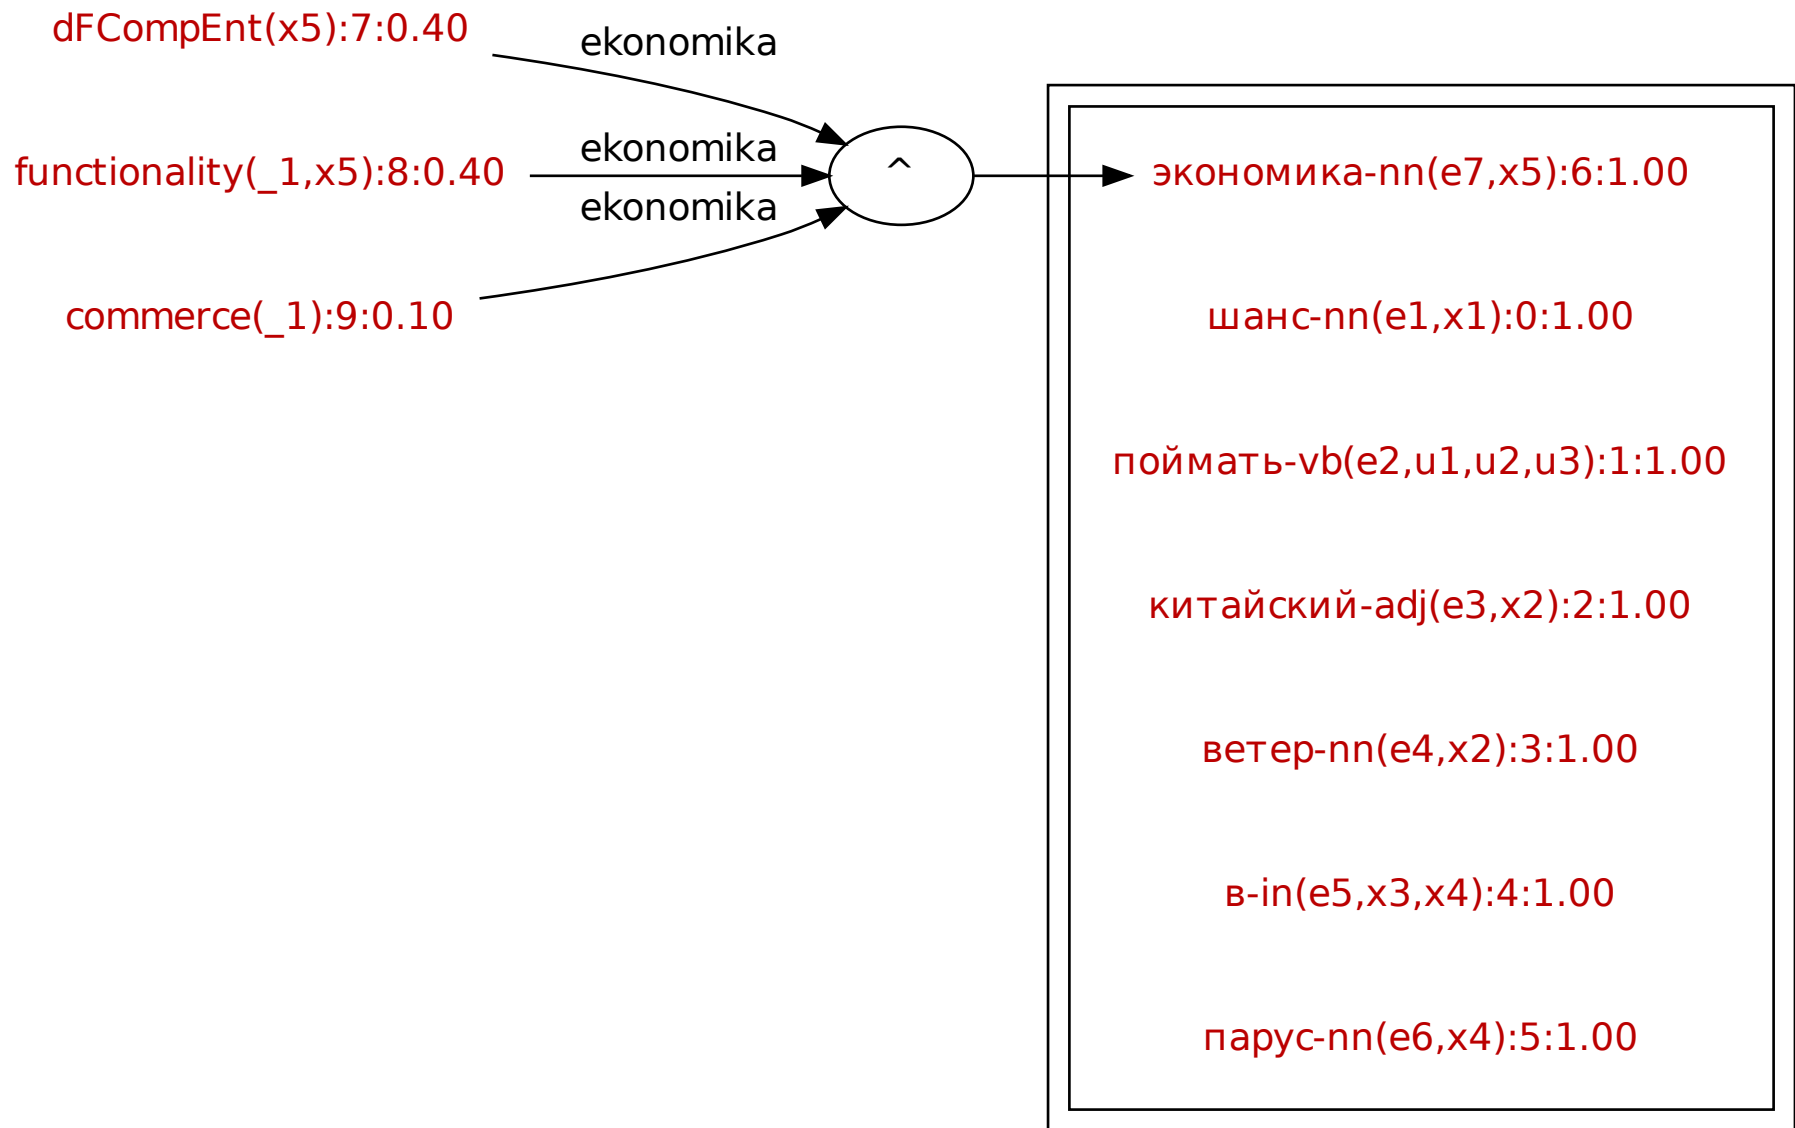 dFCompEnt(x5):7:0.40
ekonomika
functionality(_1,x5):8:0.40
ekonomika
^
экономика-nn(e7,x5):6:1.00
ekonomika
commerce(_1):9:0.10
шанс-nn(e1,x1):0:1.00
поймать-vb(e2,u1,u2,u3):1:1.00
китайский-adj(e3,x2):2:1.00
ветер-nn(e4,x2):3:1.00
в-in(e5,x3,x4):4:1.00
парус-nn(e6,x4):5:1.00